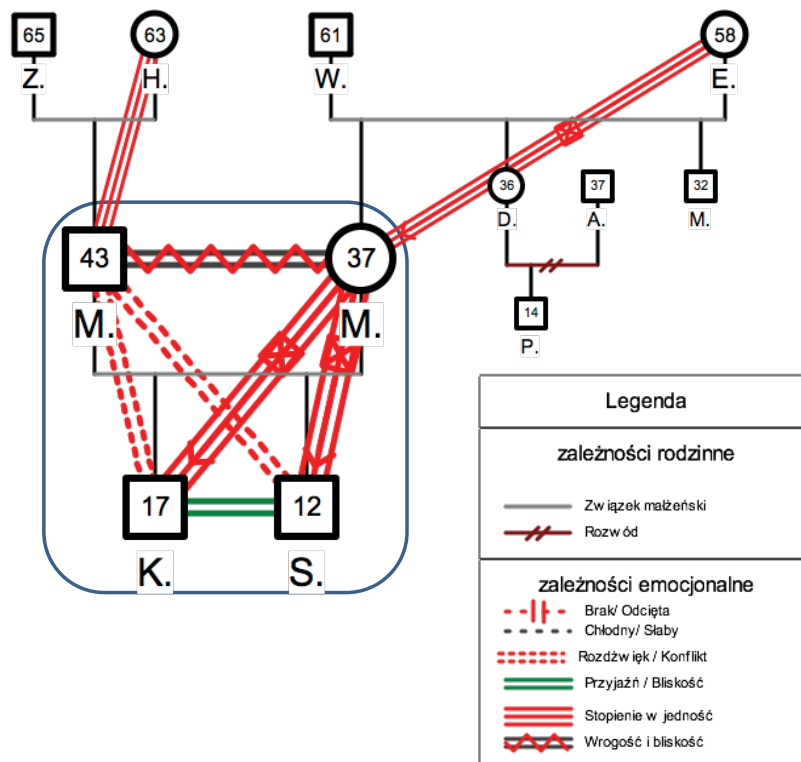 65
63
61
58
Z.
H.
W.
E.
36
37
32
D.
A.
M.
43
37
M.
M.
14
P.
17
12
K.
S.
Legenda
zależności rodzinne
Związek małżeński
Rozwód
zależności emocjonalne
Brak/ Odcięta
Chłodny/ Słaby
Rozdźwięk / Konflikt
Przyjaźń / Bliskość
Stopienie w jedność
Wrogość i bliskość